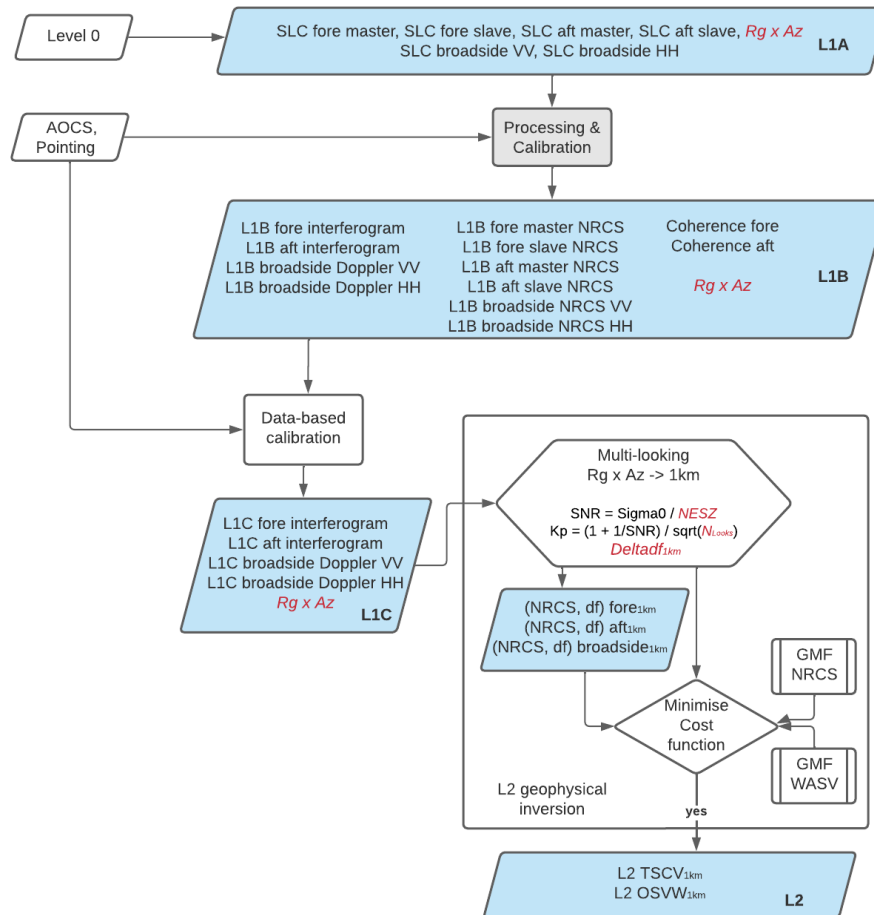 Level 0
SLC fore master, SLC fore slave, SLC aft master, SLC aft slave, Rg x Az
SLC broadside VV, SLC broadside HH
L1A
AOCS,
Pointing
Processing &
Calibration
L1B fore interferogram
L1B aft interferogram
L1B broadside Doppler VV
L1B broadside Doppler HH
L1B fore master NRCS
L1B fore slave NRCS
L1B aft master NRCS
L1B aft slave NRCS
L1B broadside NRCS VV
L1B broadside NRCS HH
Coherence fore
Coherence aft
Rg x Az
L1B
Data-based
calibration
L1C fore interferogram
L1C aft interferogram
L1C broadside Doppler VV
L1C broadside Doppler HH
Rg x Az
L1C
Multi-looking
Rg x Az -> 1km
SNR = Sigma0 / NESZ
Kp = (1 + 1/SNR) / sqrt(NLooks)
Deltadf1km
(NRCS, df) fore1km
(NRCS, df) aft1km
(NRCS, df) broadside1km
GMF
NRCS
Minimise
Cost
function
GMF
WASV
L2 geophysical
inversion
yes
L2 TSCV1km
L2 OSVW1km
L2